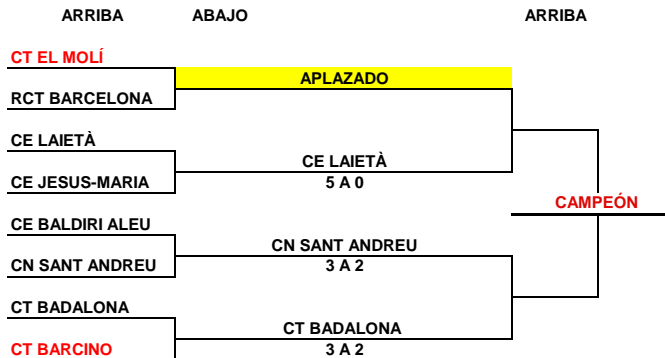 ARRIBA ABAJO ARRIBA
CT EL MOLÍ
APLAZADO
RCT BARCELONA
CE LAIETÀ
CE LAIETÀ
CE JESUS-MARIA
5 A 0
CAMPEÓN
CE BALDIRI ALEU
CN SANT ANDREU
CN SANT ANDREU
3 A 2
CT BADALONA
CT BADALONA
CT BARCINO
3 A 2